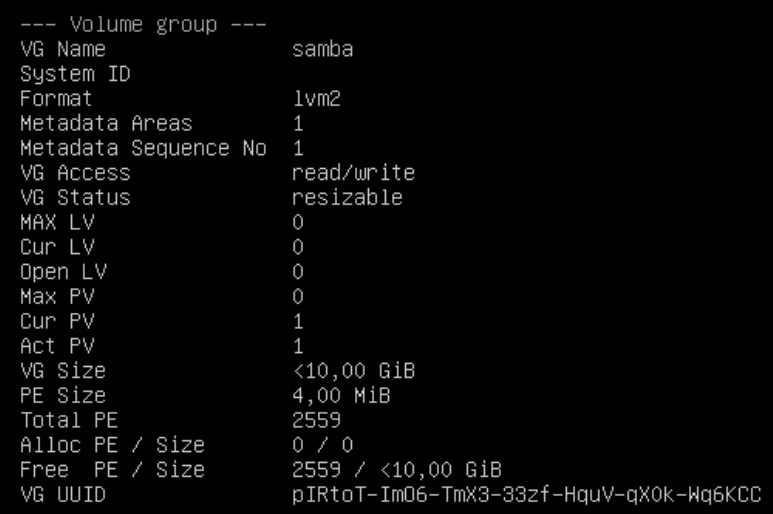 --- Volume group ---
VG Name samba
System ID
Format lvm2
Metadata Areas 1
Metadata Sequence No 1
VG Access read/write
VG Status resizable
MAX LV 0
Cur LV 0
Open LV 0
Max PV 0
Cur PV 1
Act PV 1
VG Size <10,00 GiB
PE Size 4,00 MiB
Total PE 2559
Alloc PE / Size 0 / 0
Free PE / Size 2559 / <10,00 GiB
VG UUID pIRtoT-ImO6-TmX3-33zf-HquV-qX0k-Wq6KCC